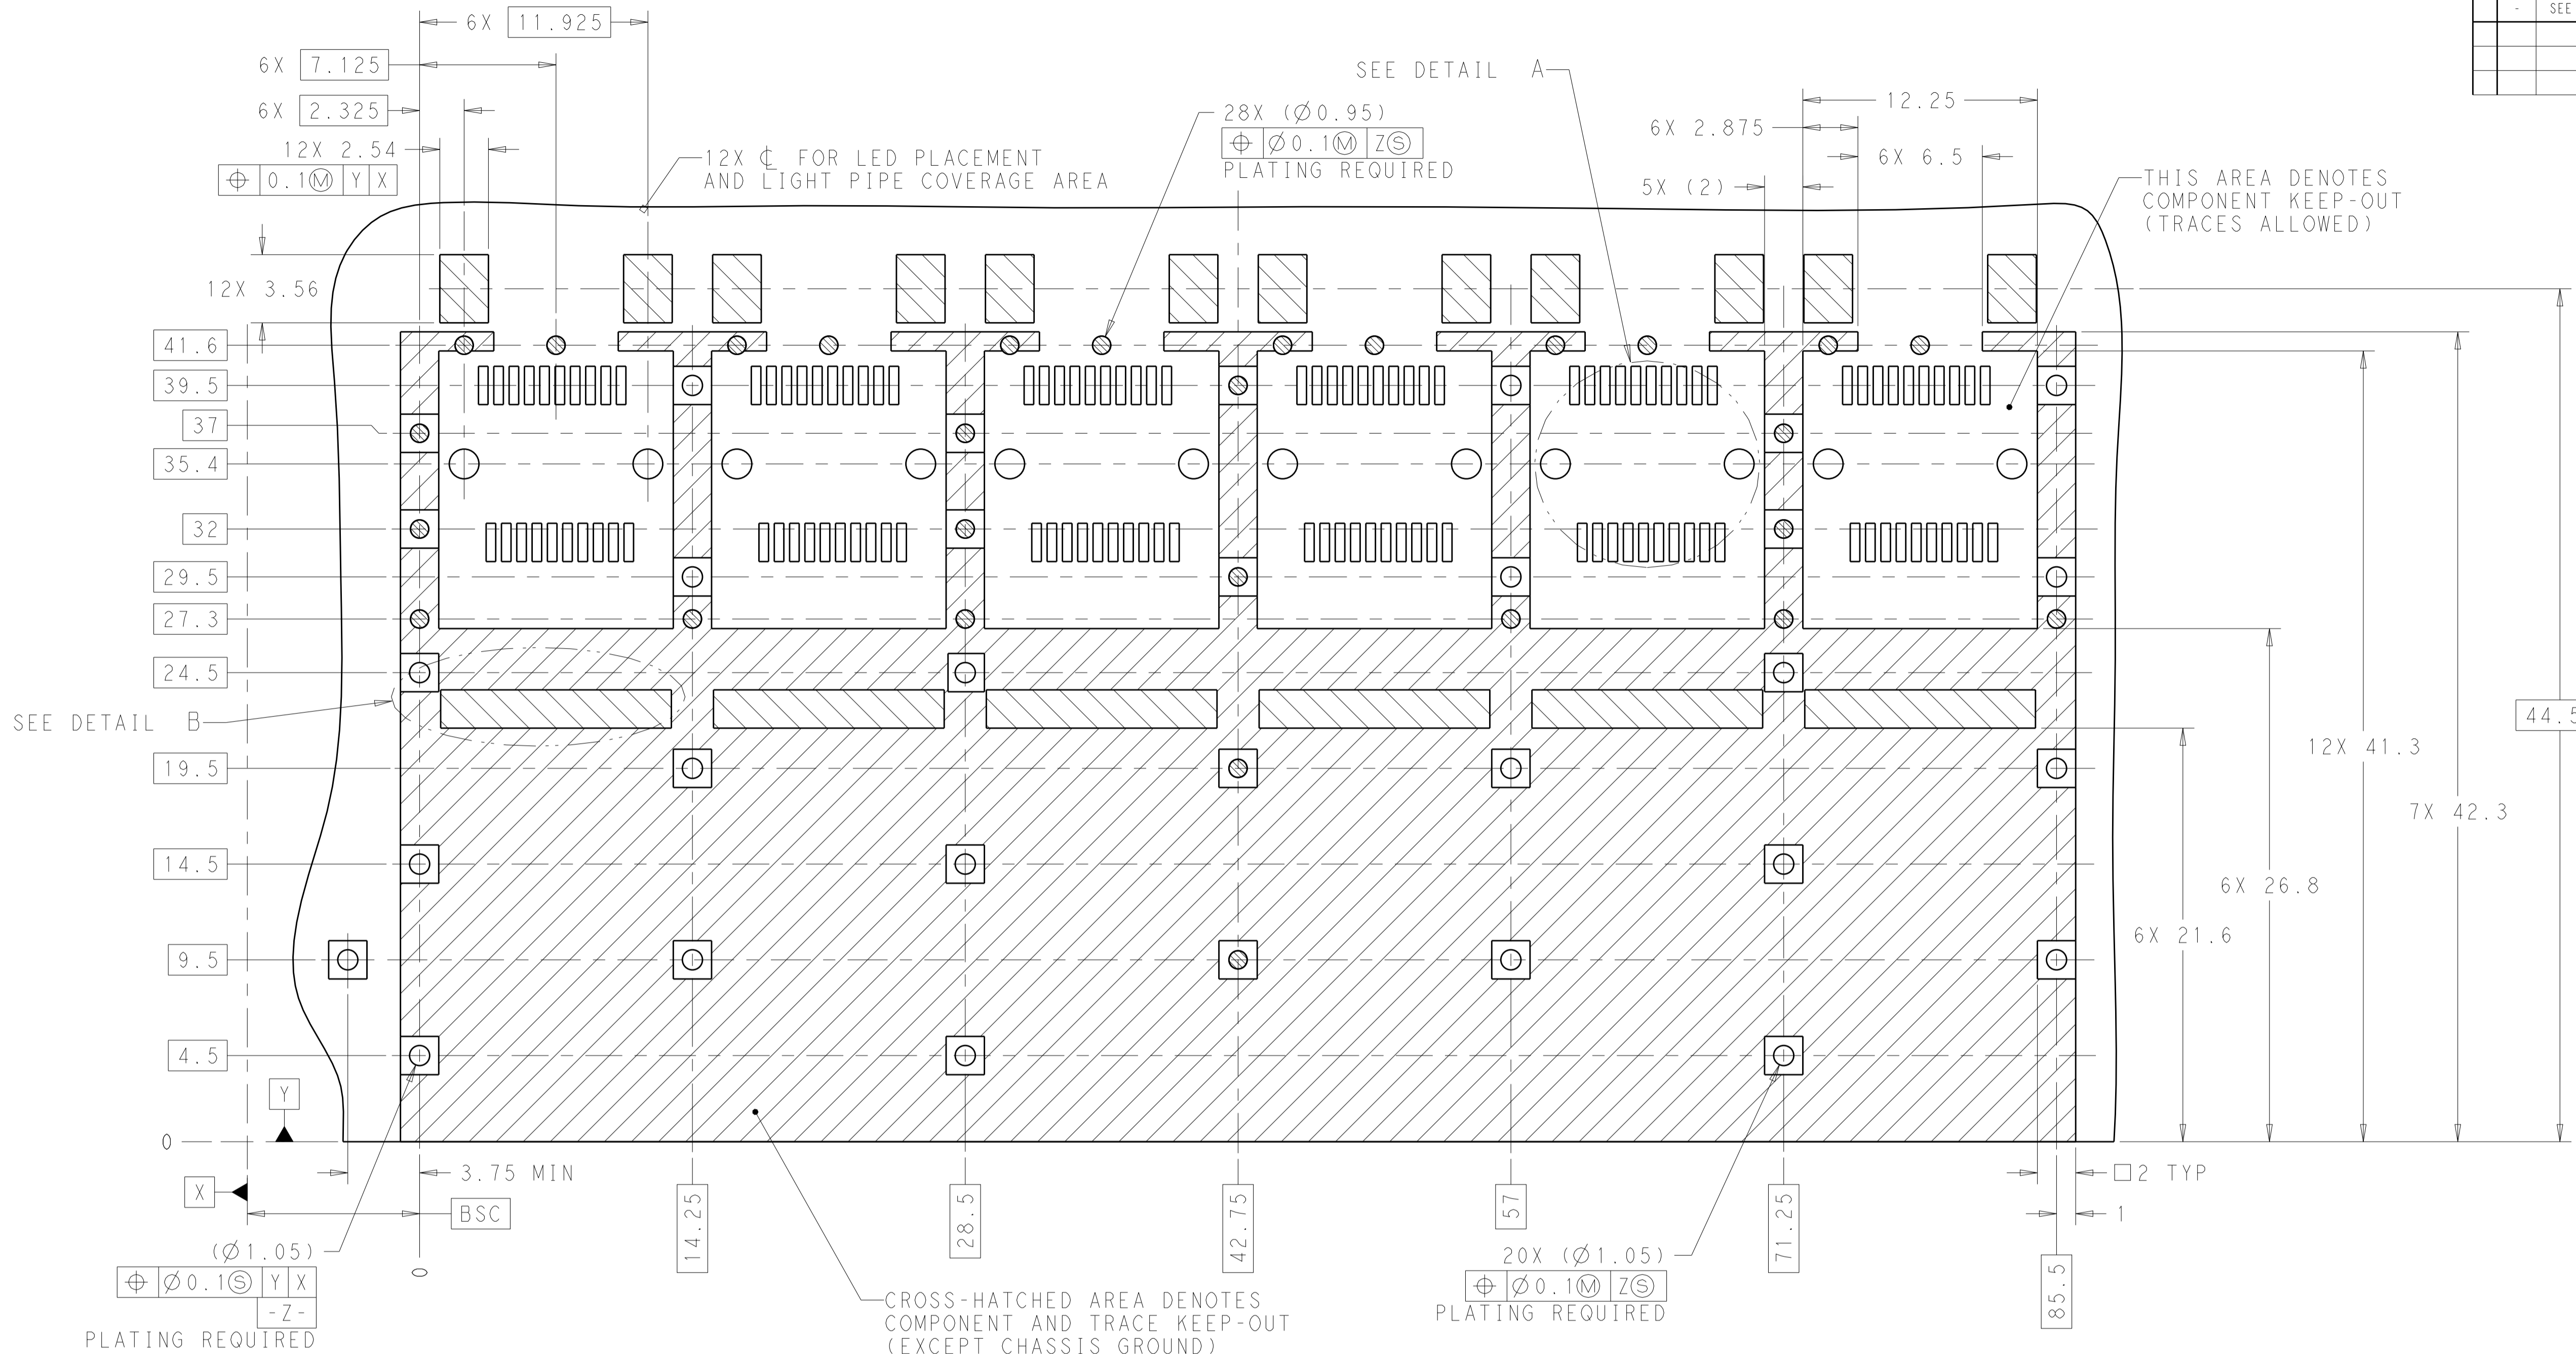 - SEE
6X 11.925
6X 7.125
6X 2.325
12X 2.54
⌖ 0.1Ⓜ Y X
12X ℄ FOR LED PLACEMENT
AND LIGHT PIPE COVERAGE AREA
28X (Ø0.95)
⌖ Ø0.1Ⓜ ZⓈ
PLATING REQUIRED
SEE DETAIL A
12.25
6X 2.875
6X 6.5
5X (2)
THIS AREA DENOTES
COMPONENT KEEP-OUT
(TRACES ALLOWED)
12X 3.56
41.6
39.5
37
35.4
32
29.5
27.3
24.5
SEE DETAIL B
19.5
14.5
9.5
4.5
0
44.5
12X 41.3
7X 42.3
6X 26.8
6X 21.6
Y
X
3.75 MIN
BSC
0
14.25
28.5
42.75
57
71.25
85.5
□2 TYP
1
(Ø1.05)
⌖ Ø0.1Ⓢ Y X
-Z-
PLATING REQUIRED
CROSS-HATCHED AREA DENOTES
COMPONENT AND TRACE KEEP-OUT
(EXCEPT CHASSIS GROUND)
20X (Ø1.05)
⌖ Ø0.1Ⓜ ZⓈ
PLATING REQUIRED